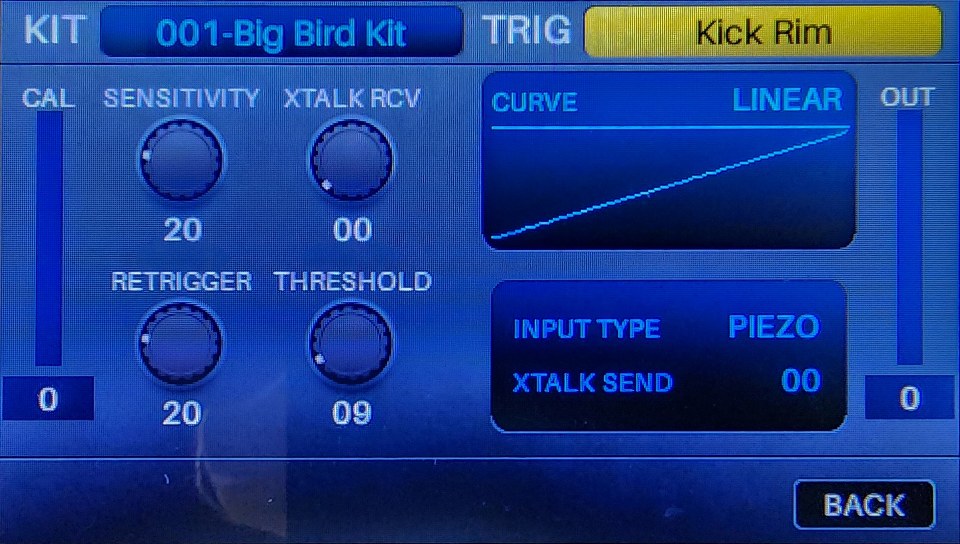 KIT 001-Big Bird Kit TRIG Kick Rim
CAL SENSITIVITY XTALK RCV CURVE LINEAR OUT
20 00
RETRIGGER THRESHOLD
INPUT TYPE PIEZO
XTALK SEND 00
0 20 09 0
BACK